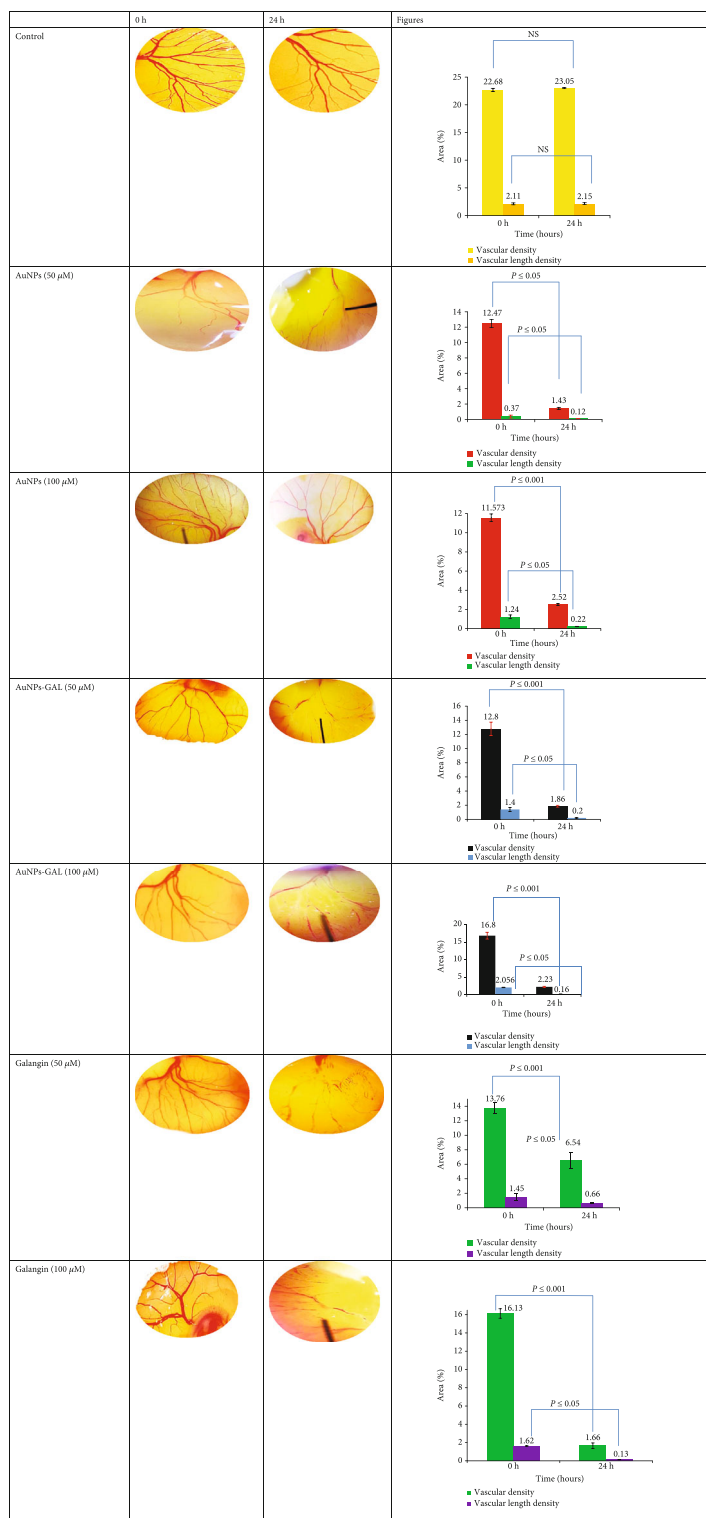 0 h 24 h Figures
Control
NS
25
22.68 23.05
20
15
Area (%)
NS
10
5
2.11 2.15
0
0 h 24 h
Time (hours)
Vascular density
Vascular length density
AuNPs (50 μM)
P ≤ 0.05
14
12.47
12
P ≤ 0.05
10
Area (%)
8
6
4
2
1.43
0.37 0.12
0
0 h 24 h
Time (hours)
Vascular density
Vascular length density
AuNPs (100 μM)
P ≤ 0.001
12
11.573
10
8
Area (%)
P ≤ 0.05
6
4
2.52
2
1.24 0.22
0
0 h 24 h
Time (hours)
Vascular density
Vascular length density
AuNPs-GAL (50 μM)
P ≤ 0.001
16
12.8
14
12
10
Area (%)
P ≤ 0.05
8
6
4
2
1.4 1.86 0.2
0
0 h 24 h
Time (hours)
Vascular density
Vascular length density
AuNPs-GAL (100 μM)
P ≤ 0.001
20
16.8
15
Area (%)
P ≤ 0.05
10
5
2.056 2.23 0.16
0
0 h 24 h
Time (hours)
Vascular density
Vascular length density
Galangin (50 μM)
P ≤ 0.001
13.76
14
12
10
P ≤ 0.05 6.54
Area (%)
8
6
4
2
1.45 0.66
0
0 h 24 h
Time (hours)
Vascular density
Vascular length density
Galangin (100 μM)
P ≤ 0.001
16.13
16
14
12
10
Area (%)
8
6
P ≤ 0.05
4
2
1.62 1.66 0.13
0
0 h 24 h
Time (hours)
Vascular density
Vascular length density